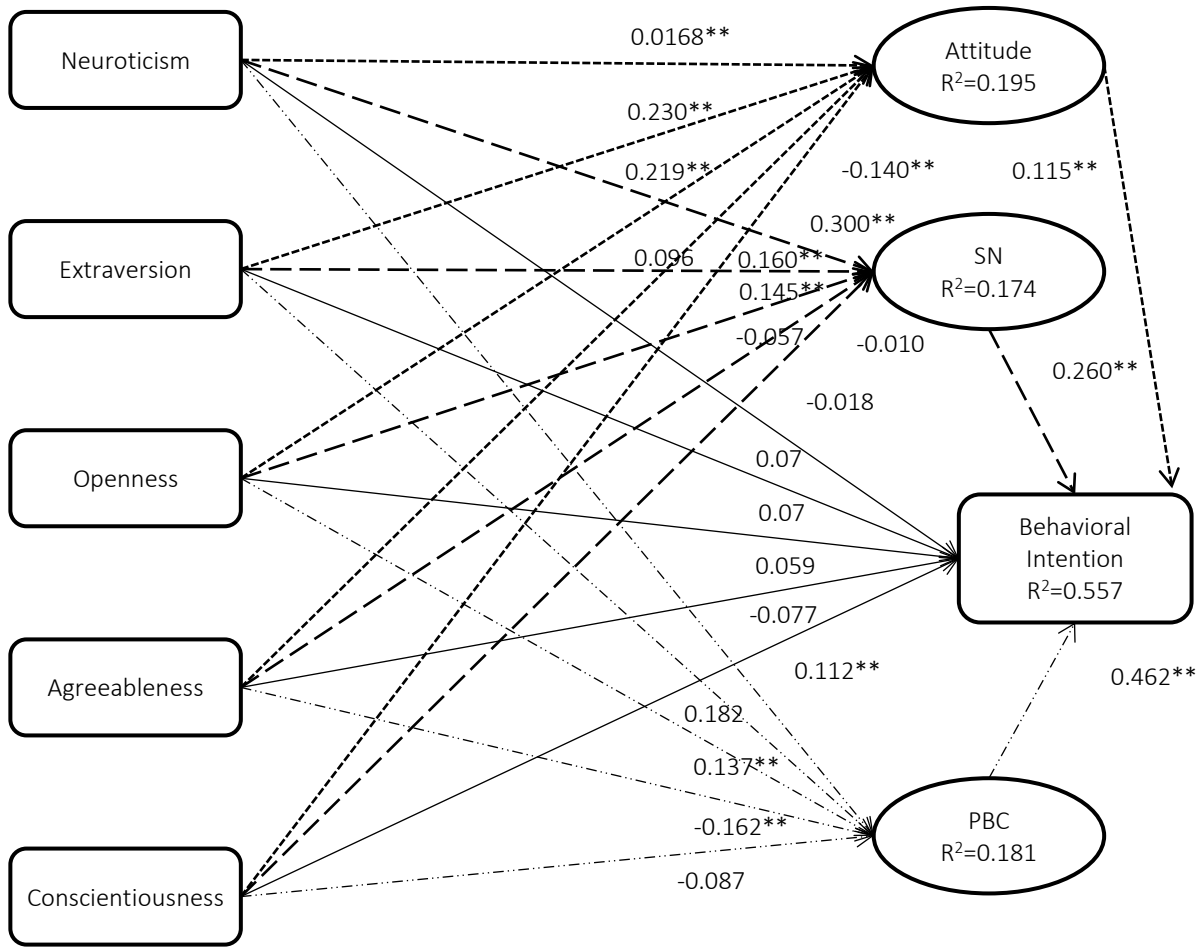 Neuroticism
0.0168**
Attitude
R²=0.195
0.230**
0.219**
-0.140**
0.115**
0.300**
Extraversion
0.096
0.160**
SN
R²=0.174
0.145**
-0.057
-0.010
0.260**
-0.018
0.07
Openness
0.07
Behavioral
Intention
R²=0.557
0.059
-0.077
0.112**
0.462**
Agreeableness
0.182
0.137**
-0.162**
PBC
R²=0.181
-0.087
Conscientiousness